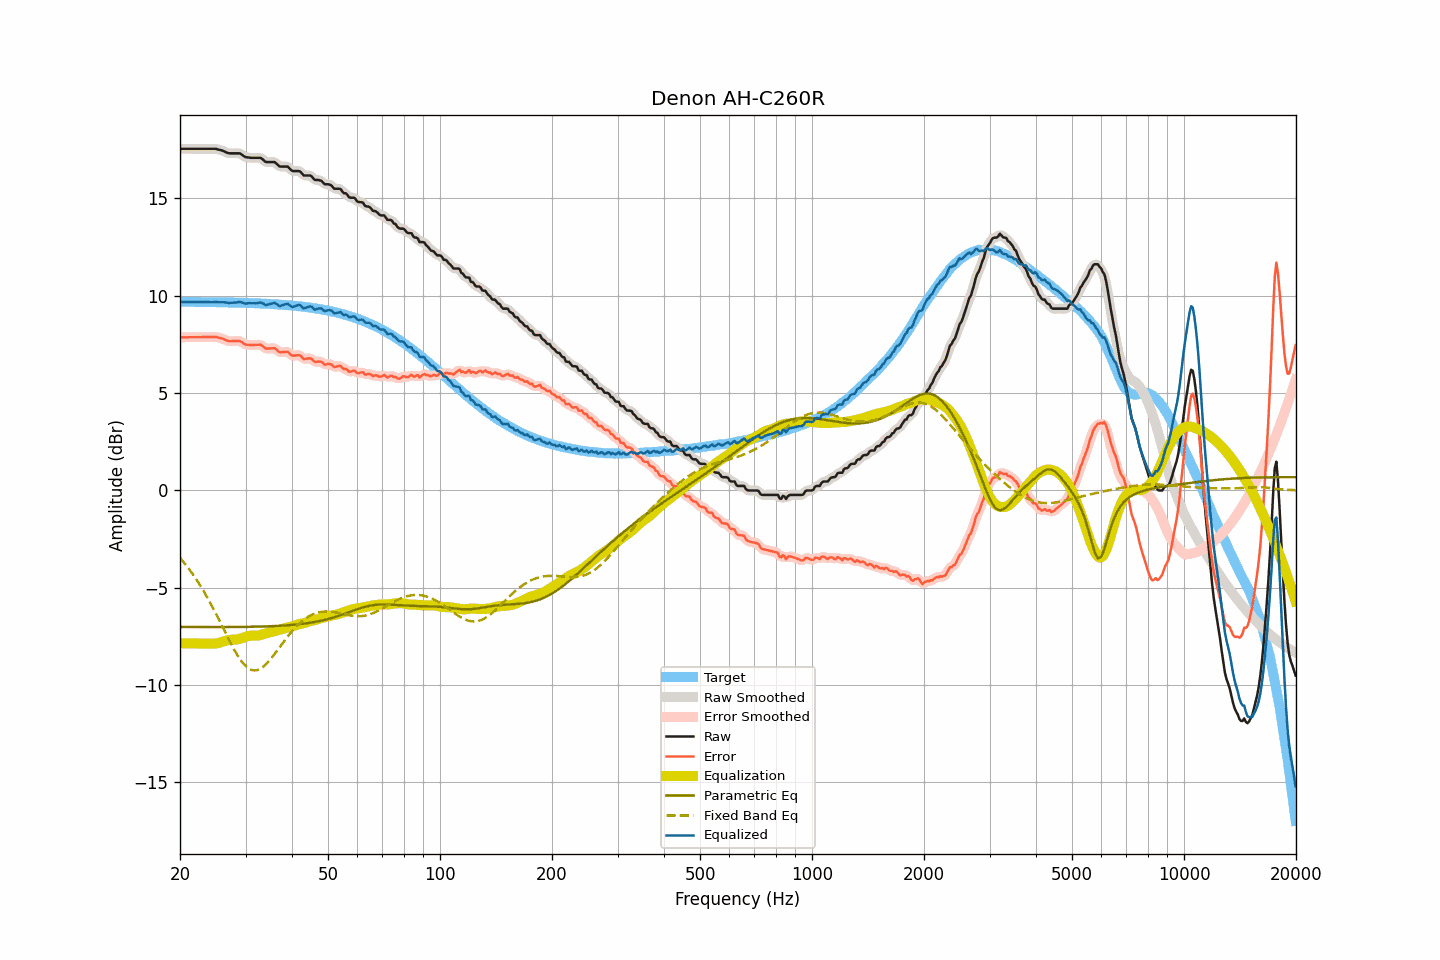 Denon AH-C260R
Amplitude (dBr)
15
10
5
0
−5
−10
−15
Target
Raw Smoothed
Error Smoothed
Raw
Error
Equalization
Parametric Eq
Fixed Band Eq
Equalized
20 50 100 200 500 1000 2000 5000 10000 20000
Frequency (Hz)